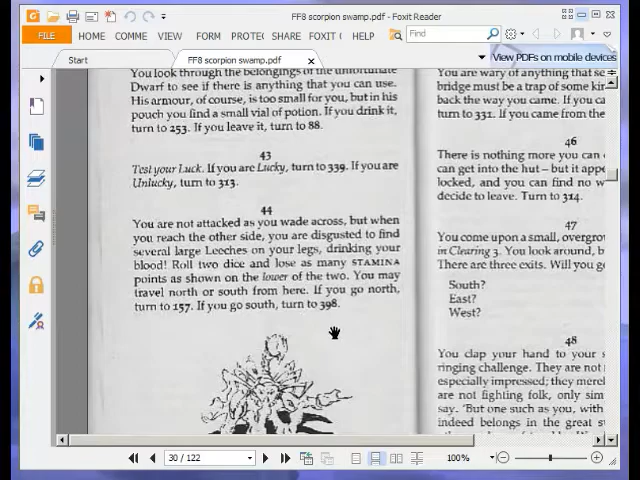 FF8 scorpion swamp.pdf - Foxit Reader
FILE HOME COMME VIEW FORM PROTE SHARE FOXIT ( HELP Find
Start FF8 scorpion swamp.pdf View PDFs on mobile devices
You look through the belongings of the unfortunate
Dwarf to see if there is anything that you can use.
His armour, of course, is too small for you, but in his
pouch you find a small vial of potion. If you drink it,
turn to 253. If you leave it, turn to 88.
43
Test your Luck. If you are Lucky, turn to 339. If you are
Unlucky, turn to 313.
44
You are not attacked as you wade across, but when
you reach the other side, you are disgusted to find
several large Leeches on your legs, drinking your
blood! Roll two dice and lose as many STAMINA
points as shown on the lower of the two. You may
travel north or south from here. If you go north,
turn to 157. If you go south, turn to 398.
You are wary of anything that se
bridge must be a trap of some kin
back the way you came. If you ca
turn to 331. If you came from the
46
There is nothing more you can
can get into the hut – but it appe
locked, and you can find no w
decide to leave. Turn to 314.
47
You come upon a small, overgro
in Clearing 3. You look around, b
There are three exits. Will you g
South?
East?
West?
48
You clap your hand to your s
ringing challenge. They are not
especially impressed; they merel
are not fighting folk, only sim
say. 'But one such as you, with
indeed belongs in the great s
30 / 122 100%